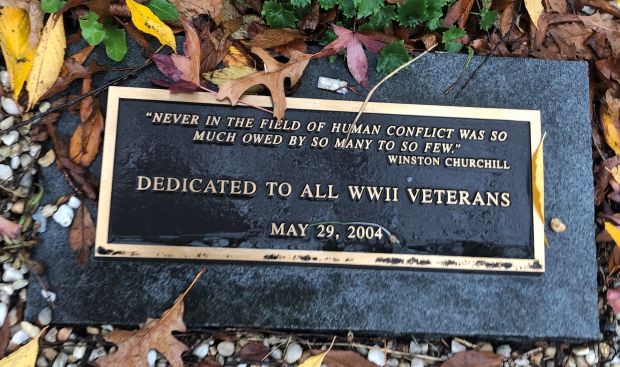 "NEVER IN THE FIELD OF HUMAN CONFLICT WAS SO
MUCH OWED BY SO MANY TO SO FEW."
WINSTON CHURCHILL
DEDICATED TO ALL WWII VETERANS
MAY 29, 2004